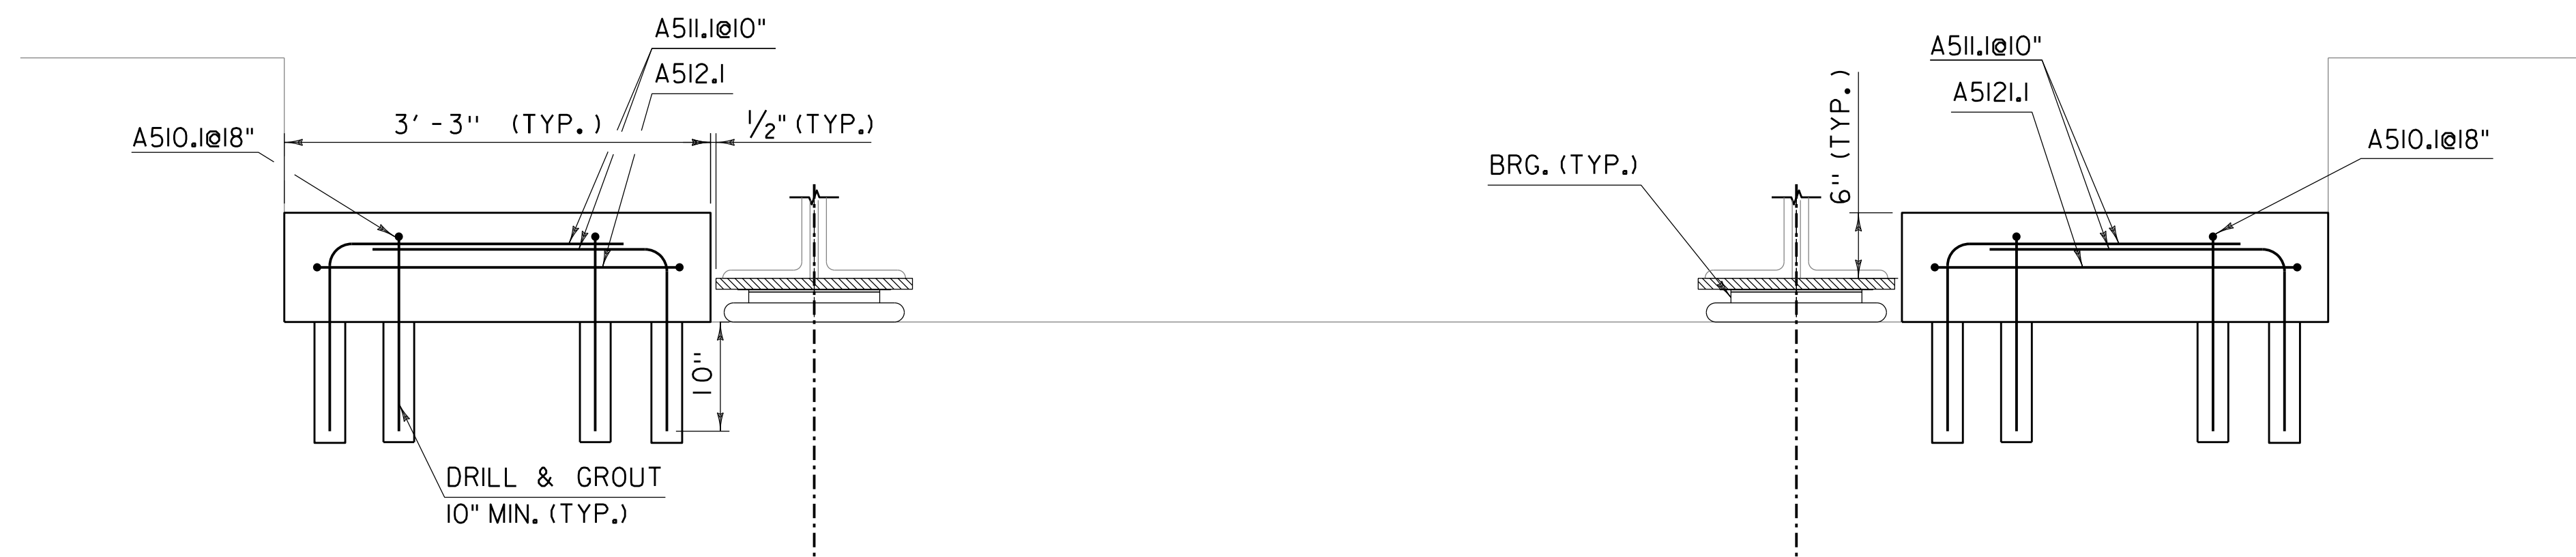 A511.1@10"
A512.1
3'-3" (TYP.)
1/2" (TYP.)
A510.1@18"
10"
DRILL & GROUT
10" MIN. (TYP.)
BRG. (TYP.)
6" (TYP.)
A511.1@10"
A5121.1
A510.1@18"